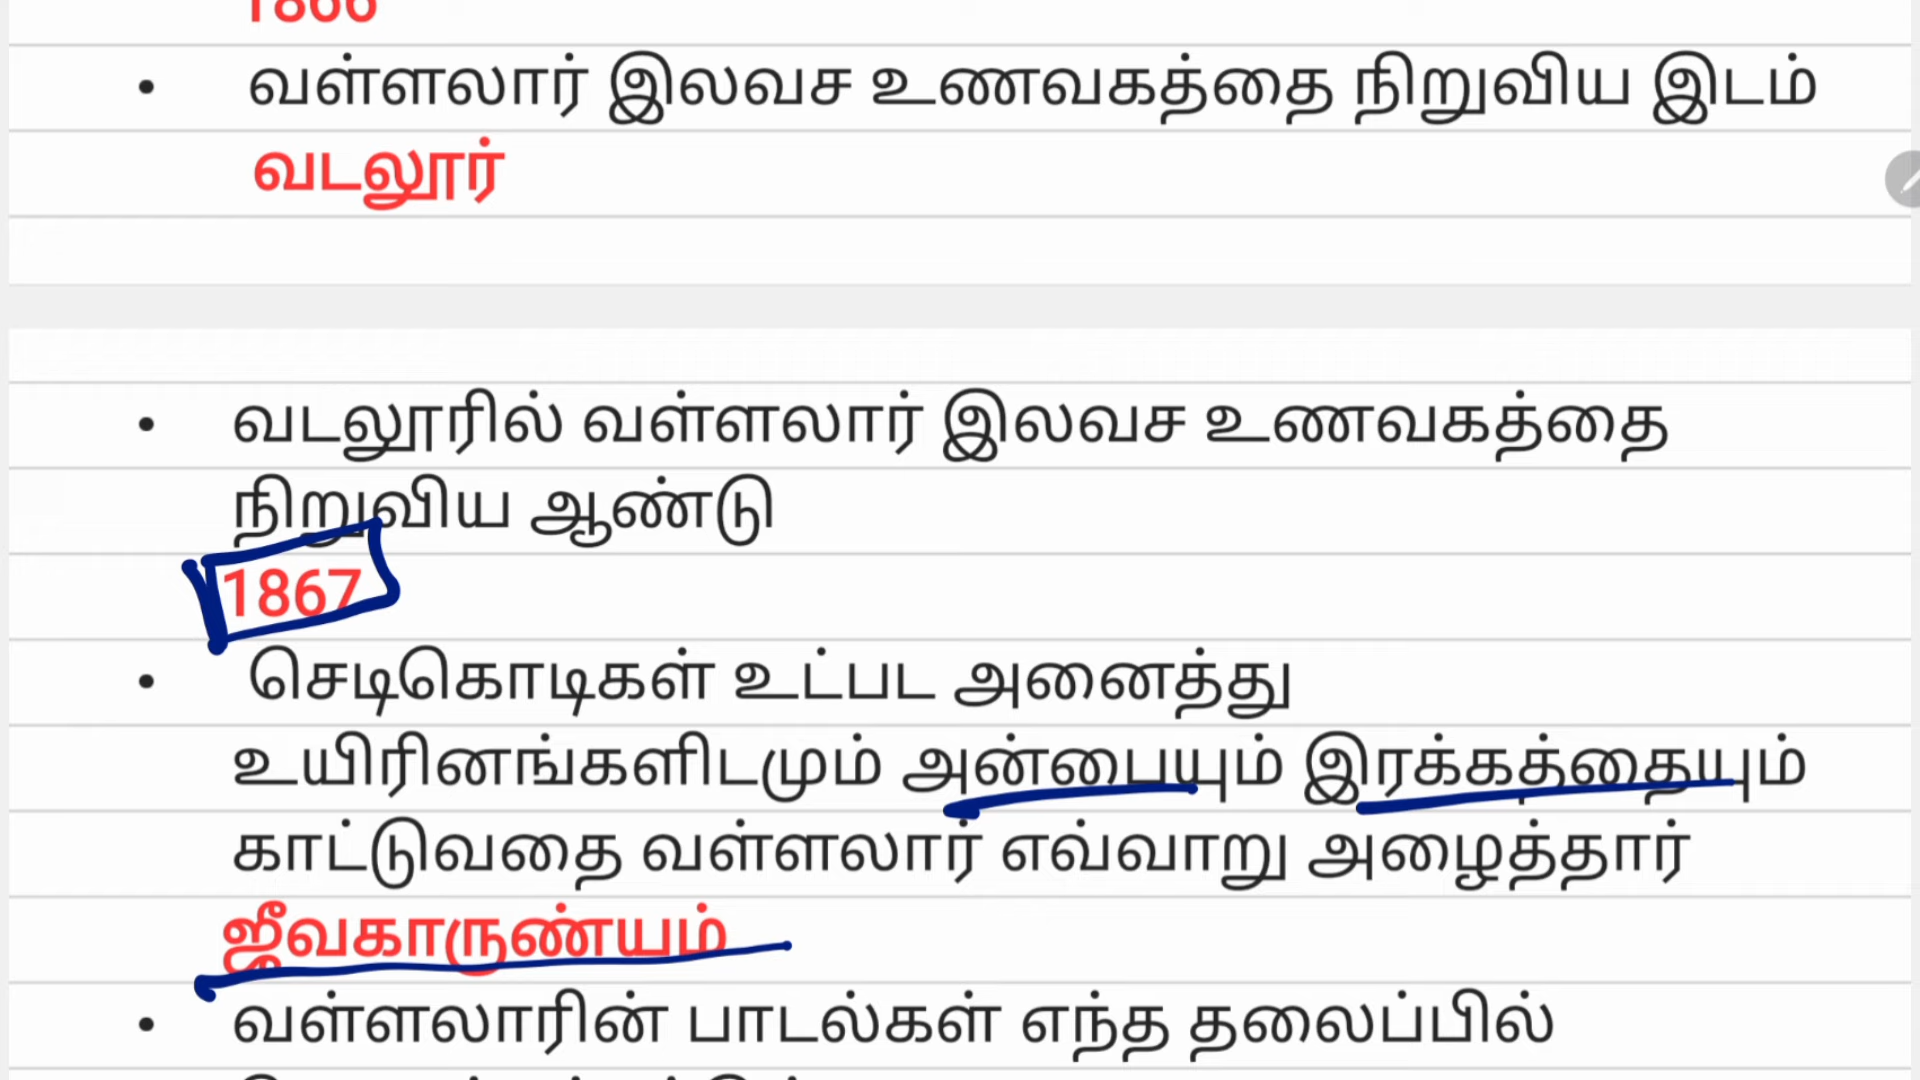 1866
• வள்ளலார் இலவச உணவகத்தை நிறுவிய இடம்
வடலூர்
• வடலூரில் வள்ளலார் இலவச உணவகத்தை
நிறுவிய ஆண்டு
1867
• செடிகொடிகள் உட்பட அனைத்து
உயிரினங்களிடமும் அன்பையும் இரக்கத்தையும்
காட்டுவதை வள்ளலார் எவ்வாறு அழைத்தார்
ஜீவகாருண்யம்
• வள்ளலாரின் பாடல்கள் எந்த தலைப்பில்